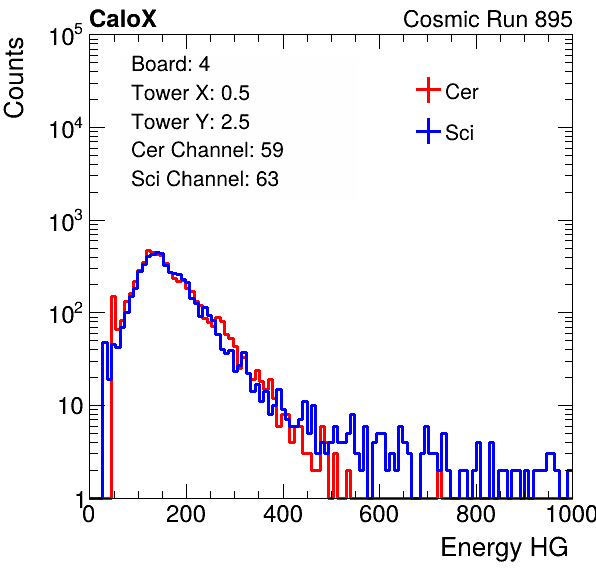 CaloX Cosmic Run 895
Counts
10^5
10^4
10^3
10^2
10
1
Board: 4
Tower X: 0.5
Tower Y: 2.5
Cer Channel: 59
Sci Channel: 63
Cer
Sci
0 200 400 600 800 1000
Energy HG